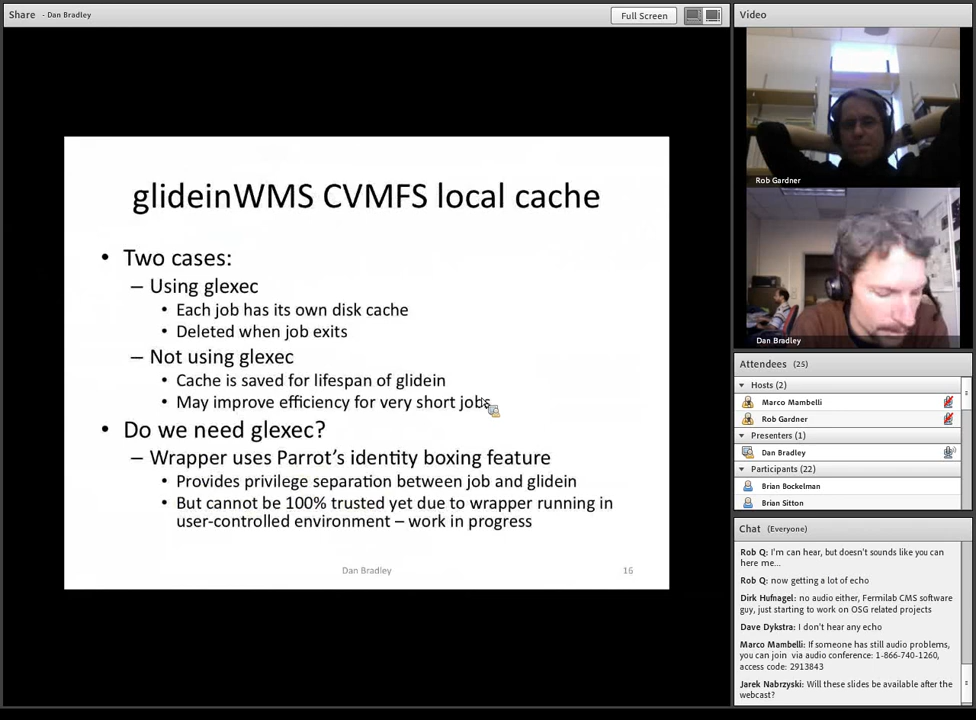 Share - Dan Bradley
Full Screen
glideinWMS CVMFS local cache
• Two cases:
– Using glexec
• Each job has its own disk cache
• Deleted when job exits
– Not using glexec
• Cache is saved for lifespan of glidein
• May improve efficiency for very short jobs
• Do we need glexec?
– Wrapper uses Parrot's identity boxing feature
• Provides privilege separation between job and glidein
• But cannot be 100% trusted yet due to wrapper running in
user-controlled environment – work in progress
Dan Bradley
16
Video
Rob Gardner
Dan Bradley
Attendees (25)
Hosts (2)
Marco Mambelli
Rob Gardner
Presenters (1)
Dan Bradley
Participants (22)
Brian Bockelman
Brian Sitton
Chat (Everyone)
Rob Q: I'm can hear, but doesn't sounds like you can
here me...
Rob Q: now getting a lot of echo
Dirk Hufnagel: no audio either, Fermilab CMS software
guy, just starting to work on OSG related projects
Dave Dykstra: I don't hear any echo
Marco Mambelli: If someone has still audio problems,
you can join via audio conference: 1-866-740-1260,
access code: 2913843
Jarek Nabrzyski: Will these slides be available after the
webcast?